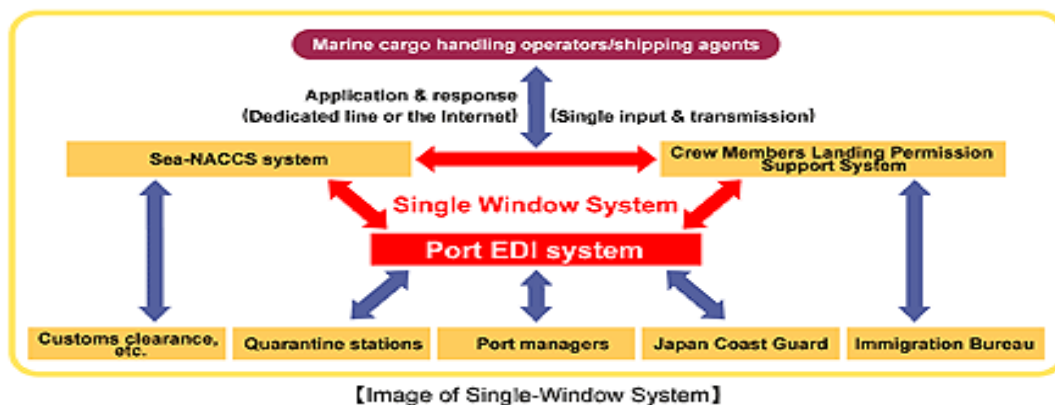 Marine cargo handling operators/shipping agents
Application & response
(Dedicated line or the Internet)
(Single input & transmission)
Sea-NACCS system
Crew Members Landing Permission
Support System
Single Window System
Port EDI system
Customs clearance,
etc.
Quarantine stations
Port managers
Japan Coast Guard
Immigration Bureau
【Image of Single-Window System】